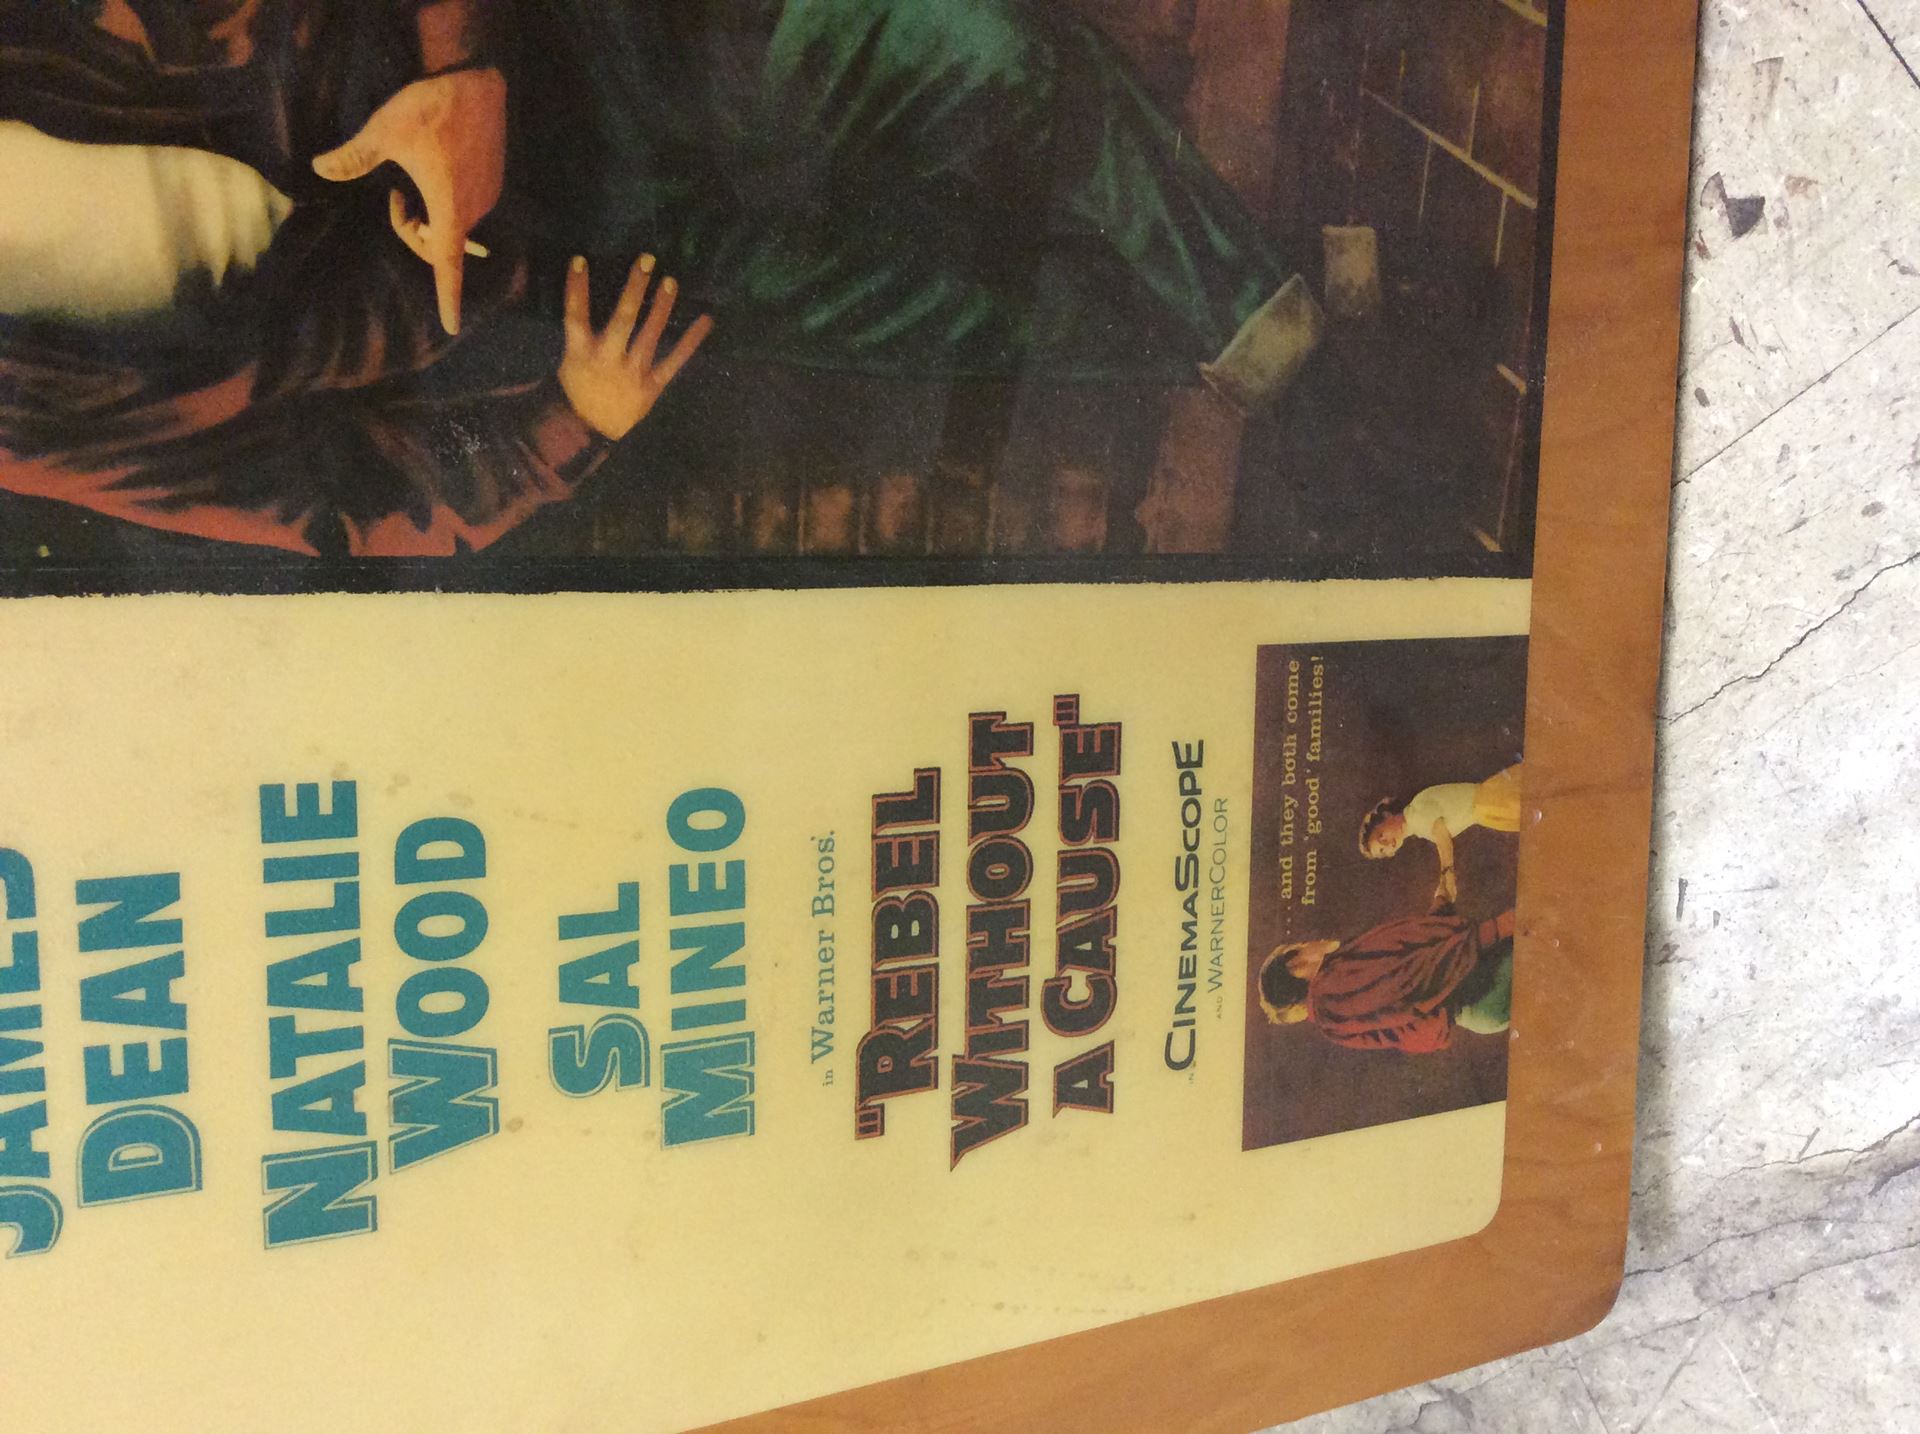 JAMES
DEAN
NATALIE
WOOD
SAL
MINEO
in Warner Bros'.
"REBEL
WITHOUT
A CAUSE"
IN CINEMASCOPE
AND WARNERCOLOR
...and they both come
from 'good' families!